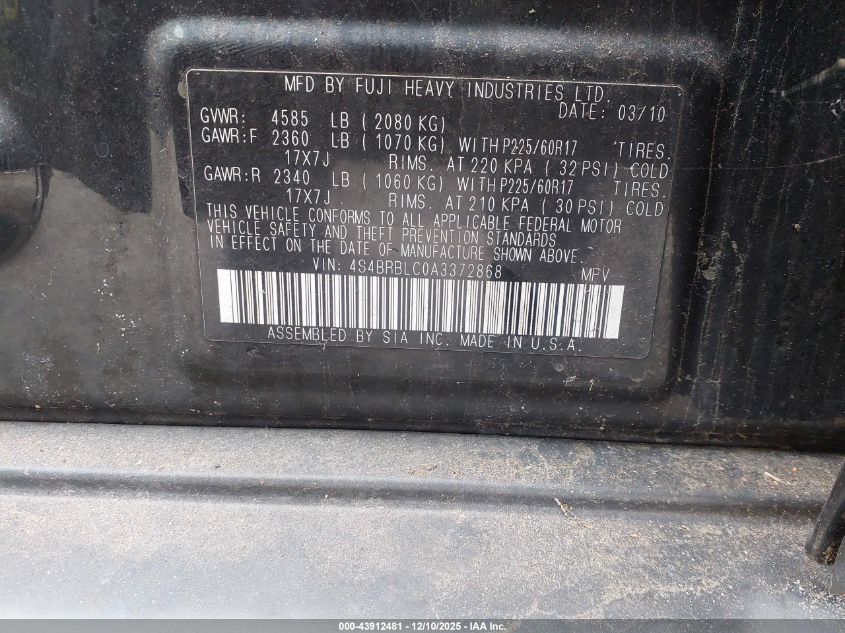 MFD BY FUJI HEAVY INDUSTRIES LTD.
DATE: 03/10
GVWR: 4585 LB ( 2080 KG)
GAWR:F 2360 LB ( 1070 KG) WITH P225/60R17 TIRES.
17X7J RIMS. AT 220 KPA ( 32 PSI) COLD
GAWR:R 2340 LB ( 1060 KG) WITH P225/60R17 TIRES.
17X7J RIMS. AT 210 KPA ( 30 PSI) COLD
THIS VEHICLE CONFORMS TO ALL APPLICABLE FEDERAL MOTOR
VEHICLE SAFETY AND THEFT PREVENTION STANDARDS
IN EFFECT ON THE DATE OF MANUFACTURE SHOWN ABOVE.
VIN: 4S4BRBLC0A3372868 MPV
ASSEMBLED BY SIA INC. MADE IN U.S.A.
000-43912481 - 12/10/2025 - IAA Inc.